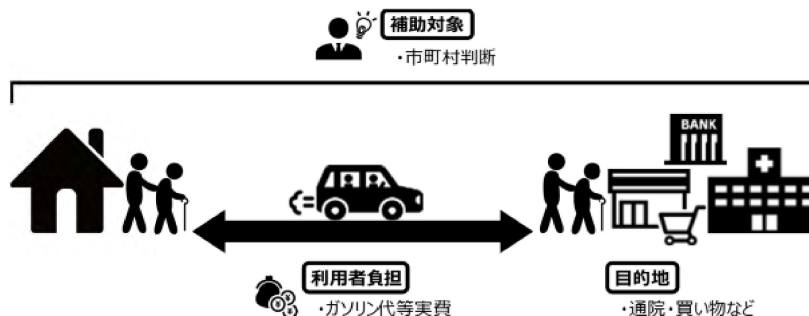 補助対象
・市町村判断
BANK
利用者負担
・ガソリン代等実費
目的地
・通院・買い物など